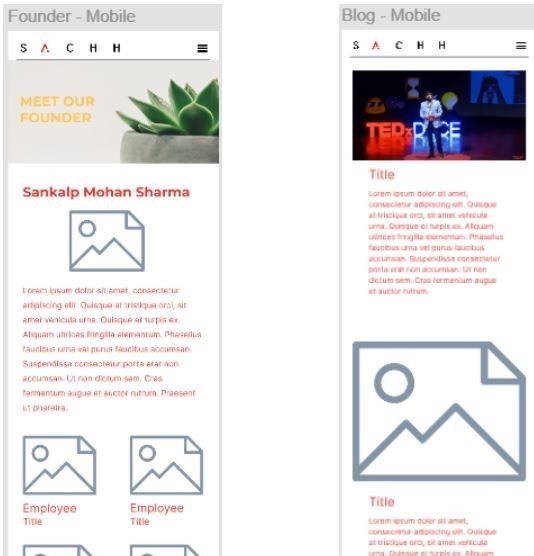 Founder - Mobile
S A C H H
MEET OUR
FOUNDER
Sankalp Mohan Sharma
Lorem ipsum dolor sit amet, consectetur
adipiscing elit. Quisque at tristique orci, sit
amet vehicula urna. Quisque et turpis ex.
Aliquam ultrices fringilla elementum. Phasellus
faucibus urna vel purus faucibus accumsan.
Suspendisse consectetur porta erat non
accumsan. Ut non dictum sem. Cras
fermentum augue et auctor rutrum. Praesent
ut pharetra.
Employee
Title
Employee
Title
Blog - Mobile
S A C H H
TEDx
Title
Lorem ipsum dolor sit amet,
consectetur adipiscing elit. Quisque
at tristique orci, sit amet vehicula
urna. Quisque et turpis ex. Aliquam
ultrices fringilla elementum. Phasellus
faucibus urna vel purus faucibus
accumsan. Suspendisse consectetur
porta erat non accumsan. Ut non
dictum sem. Cras fermentum augue
et auctor rutrum.
Title
Lorem ipsum dolor sit amet,
consectetur adipiscing elit. Quisque
at tristique orci, sit amet vehicula
urna. Quisque et turpis ex. Aliquam